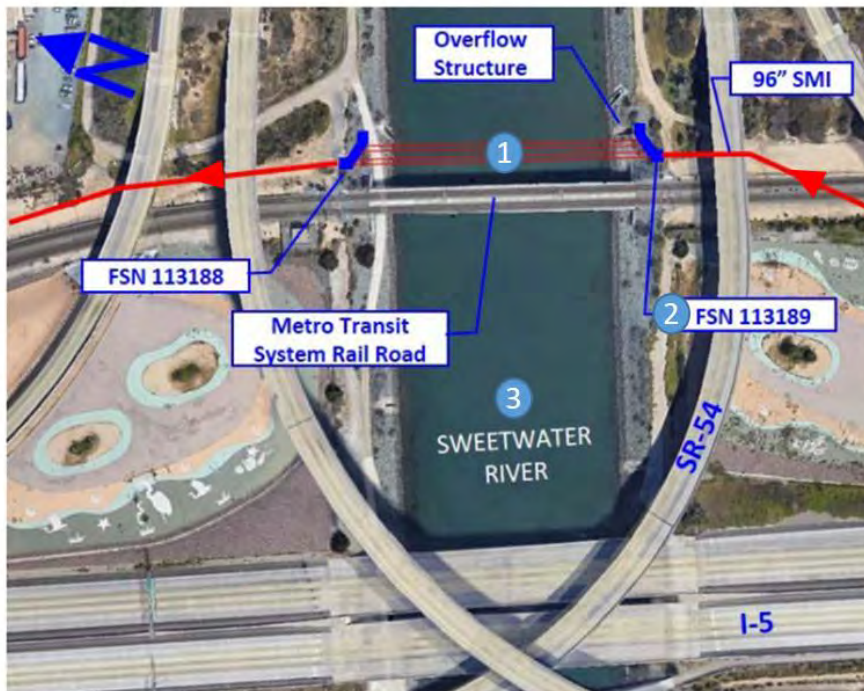 N
Overflow
Structure
96” SMI
1
FSN 113188
2
FSN 113189
Metro Transit
System Rail Road
3
SWEETWATER
RIVER
SR-54
I-5